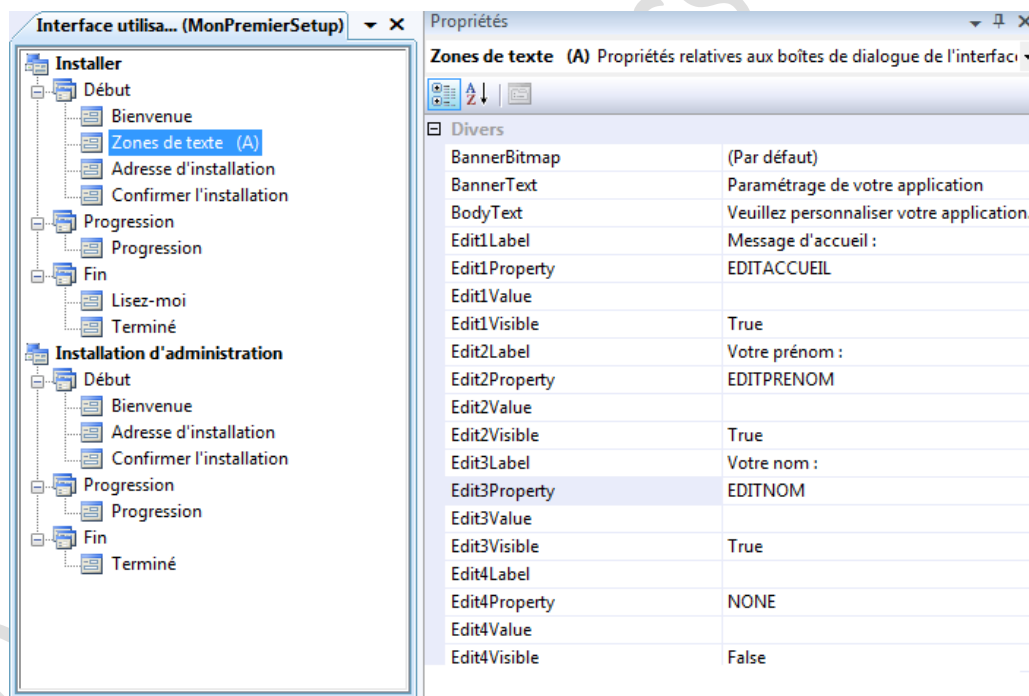 Interface utilisa... (MonPremierSetup)
Installer
Début
Bienvenue
Zones de texte (A)
Adresse d'installation
Confirmer l'installation
Progression
Progression
Fin
Lisez-moi
Terminé
Installation d'administration
Début
Bienvenue
Adresse d'installation
Confirmer l'installation
Progression
Progression
Fin
Terminé
Propriétés
Zones de texte (A) Propriétés relatives aux boîtes de dialogue de l'interfac
Divers
BannerBitmap (Par défaut)
BannerText Paramétrage de votre application
BodyText Veuillez personnaliser votre application.
Edit1Label Message d'accueil :
Edit1Property EDITACCUEIL
Edit1Value
Edit1Visible True
Edit2Label Votre prénom :
Edit2Property EDITPRENOM
Edit2Value
Edit2Visible True
Edit3Label Votre nom :
Edit3Property EDITNOM
Edit3Value
Edit3Visible True
Edit4Label
Edit4Property NONE
Edit4Value
Edit4Visible False